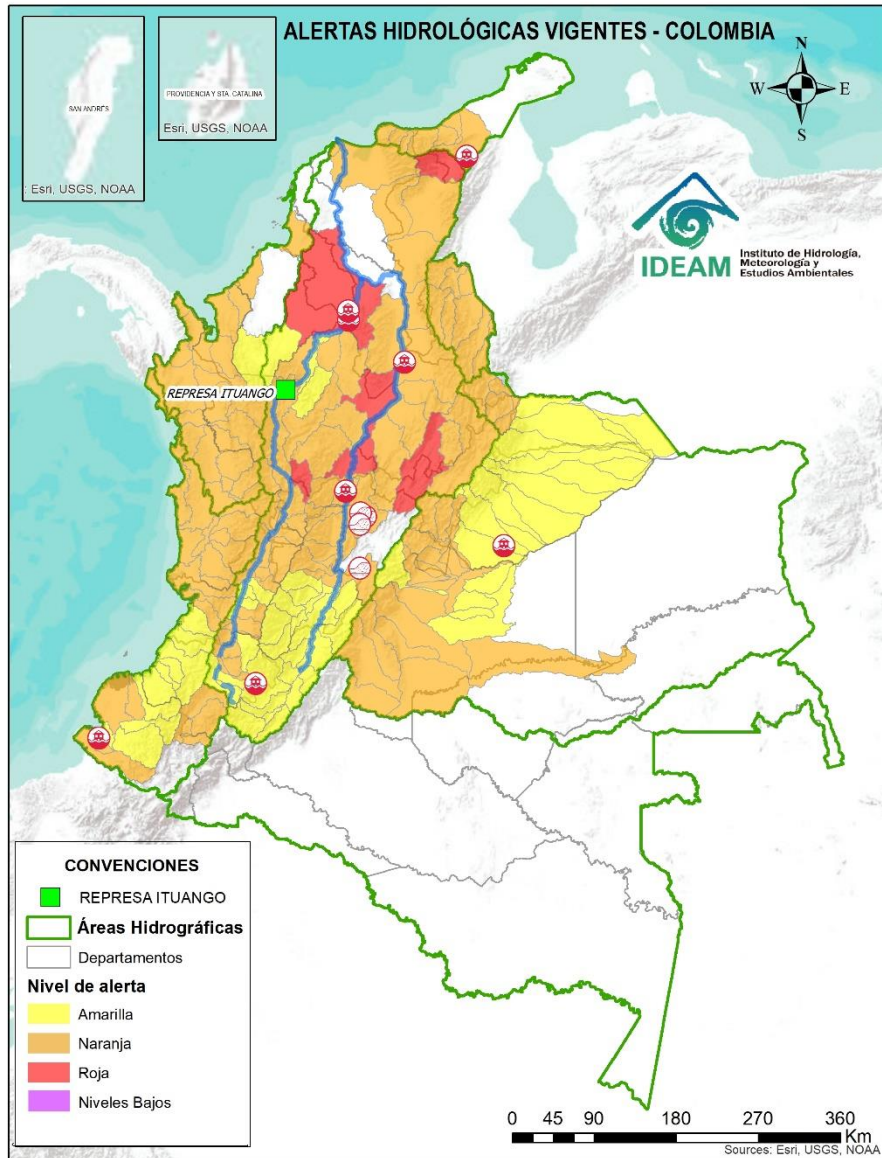 ALERTAS HIDROLÓGICAS VIGENTES - COLOMBIA
SAN ANDRÉS
: Esri, USGS, NOAA
PROVIDENCIA Y STA. CATALINA
Esri, USGS, NOAA
N
W
E
S
IDEAM
Instituto de Hidrología,
Meteorología y
Estudios Ambientales
REPRESA ITUANGO
CONVENCIONES
REPRESA ITUANGO
Áreas Hidrográficas
Departamentos
Nivel de alerta
Amarilla
Naranja
Roja
Niveles Bajos
0 45 90 180 270 360
Km
Sources: Esri, USGS, NOAA